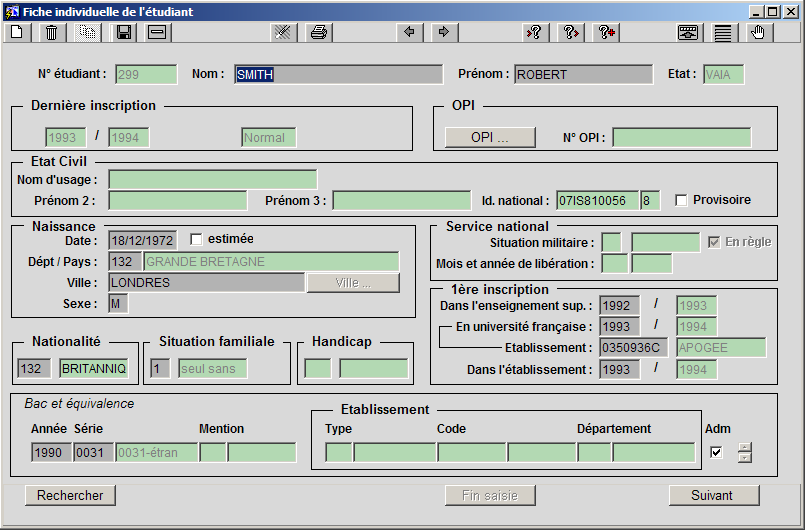 Fiche individuelle de l'étudiant
N° étudiant : 299 Nom : SMITH Prénom : ROBERT Etat : VAIA
Dernière inscription
1993 / 1994 Normal
OPI
OPI ... N° OPI :
Etat Civil
Nom d'usage :
Prénom 2 : Prénom 3 : Id. national : 07IS810056 8 Provisoire
Naissance
Date : 18/12/1972 estimée
Dépt / Pays : 132 GRANDE BRETAGNE
Ville : LONDRES Ville ...
Sexe : M
Service national
Situation militaire : En règle
Mois et année de libération :
1ère inscription
Dans l'enseignement sup. : 1992 / 1993
En université française : 1993 / 1994
Etablissement : 0350936C APOGEE
Dans l'établissement : 1993 / 1994
Nationalité
132 BRITANNIQ
Situation familiale
1 seul sans
Handicap
Bac et équivalence
Année Série Mention
1990 0031 0031-étran
Etablissement
Type Code Département
Adm
Rechercher Fin saisie Suivant